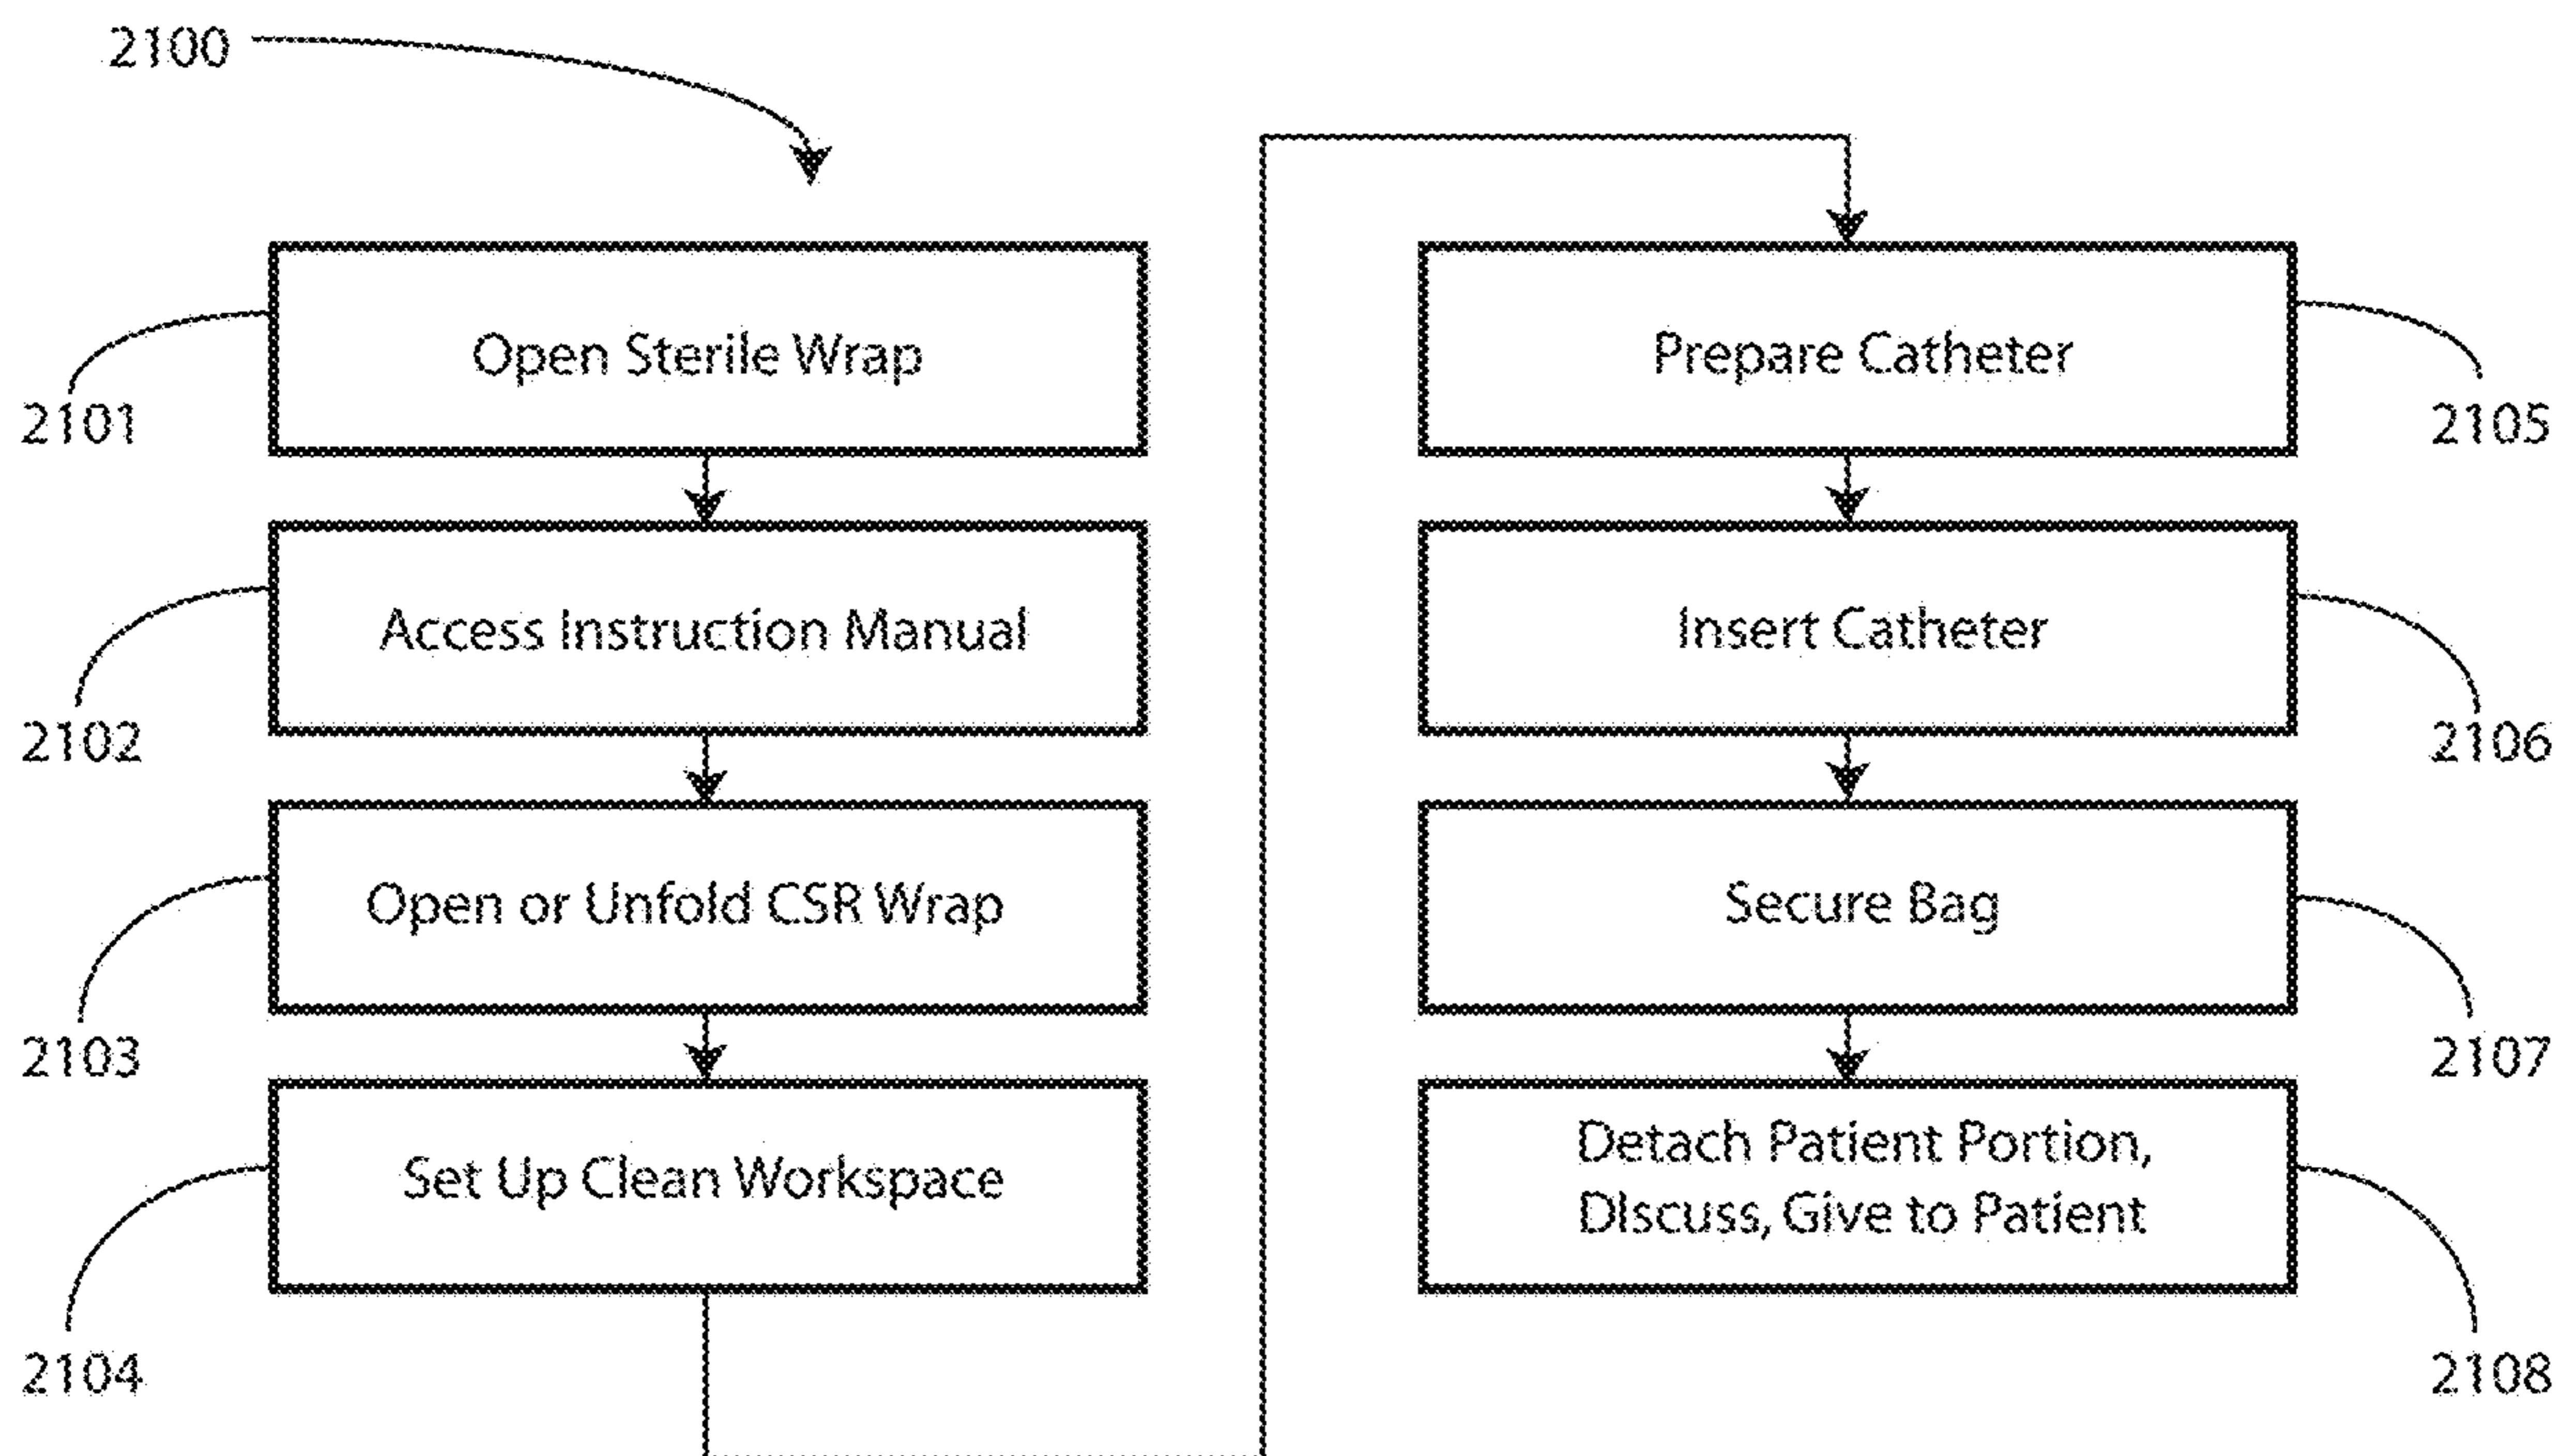 2100
Open Sterile Wrap
2101
Access Instruction Manual
2102
Open or Unfold CSR Wrap
2103
Set Up Clean Workspace
2104
Prepare Catheter
2105
Insert Catheter
2106
Secure Bag
2107
Detach Patient Portion,
Discuss, Give to Patient
2108